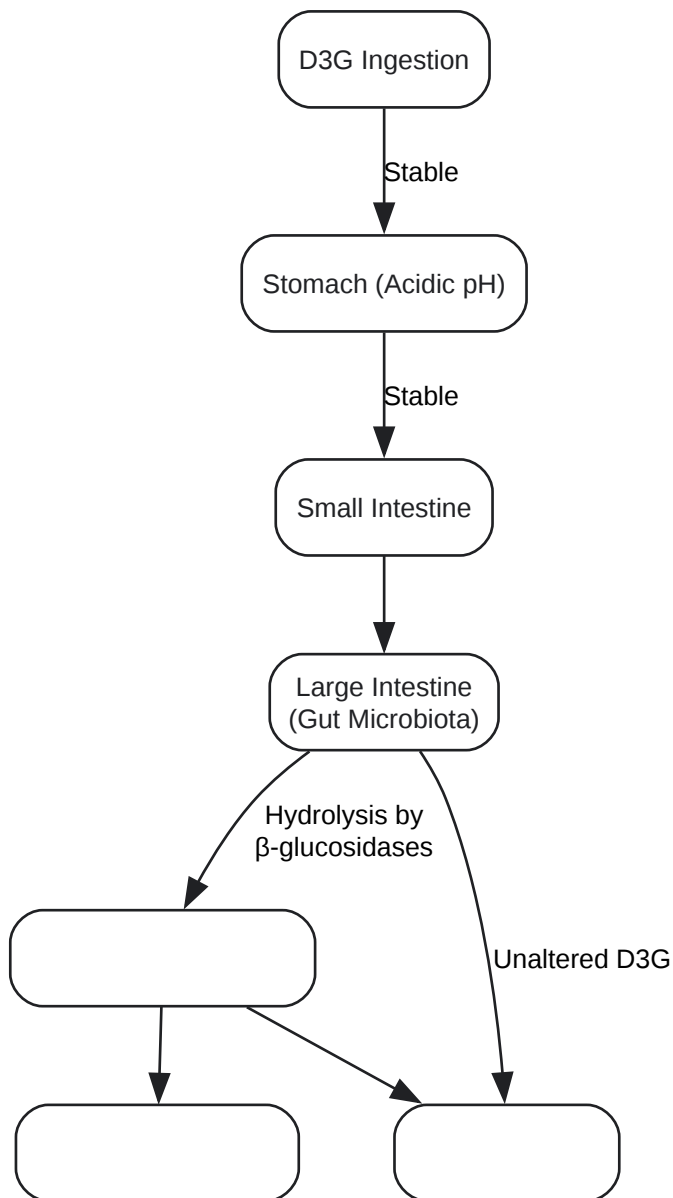 D3G Ingestion
Stable
Stomach (Acidic pH)
Stable
Small Intestine
Large Intestine
(Gut Microbiota)
Hydrolysis by
β-glucosidases
Unaltered D3G